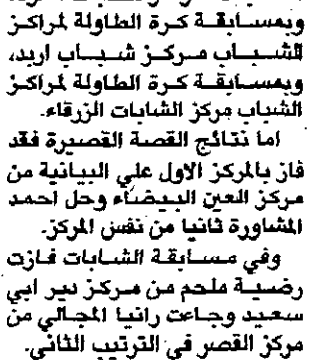 وبمسابقة كرة الطاولة لمراكز
الشباب مركز شباب اربد،
وبمسابقة كرة الطاولة لمراكز
الشباب مركز الشابات الزرقاء.
اما نتائج القصة القصيرة فقد
فاز بالمركز الاول علي البيانية من
مركز العين البيضاء وحل احمد
المشاورة ثانيا من نفس المركز.
وفي مسابقة الشابات فازت
رضية ملحم من مركز دير ابي
سعيد وجاءت رانيا المجالي من
مركز القصر في الترتيب الثاني.